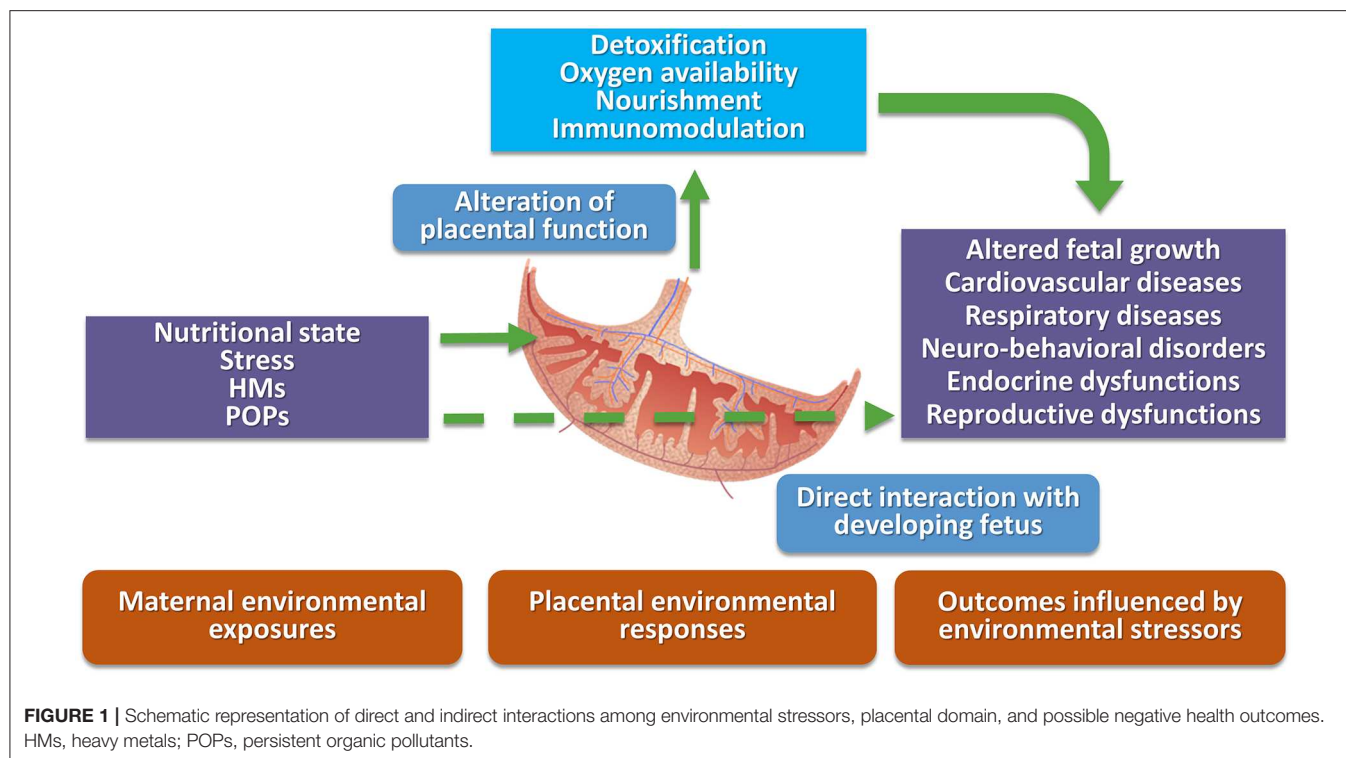 Detoxification
Oxygen availability
Nourishment
Immunomodulation
Alteration of
placental function
Nutritional state
Stress
HMs
POPs
Altered fetal growth
Cardiovascular diseases
Respiratory diseases
Neuro-behavioral disorders
Endocrine dysfunctions
Reproductive dysfunctions
Direct interaction with
developing fetus
Maternal environmental
exposures
Placental environmental
responses
Outcomes influenced by
environmental stressors
FIGURE 1 | Schematic representation of direct and indirect interactions among environmental stressors, placental domain, and possible negative health outcomes.
HMs, heavy metals; POPs, persistent organic pollutants.